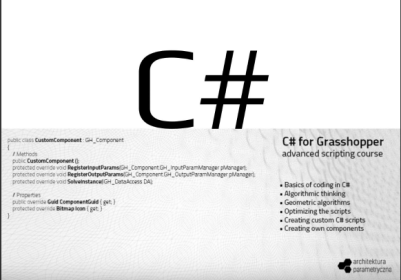 C#
public class CustomComponent : GH_Component
{
// Methods
public CustomComponent ();
protected override void RegisterInputParams(GH_Component.GH_InputParamManager pManager);
protected override void RegisterOutputParams(GH_Component.GH_OutputParamManager pManager);
protected override void SolveInstance(GH_DataAccess DA);
// Properties
public override Guid ComponentGuid { get; }
protected override Bitmap Icon { get; }
}
C# for Grasshopper
advanced scripting course
• Basics of coding in C#
• Algorithmic thinking
• Geometric algorithms
• Optimizing the scripts
• Creating custom C# scripts
• Creating own components
architektura
parametryczna